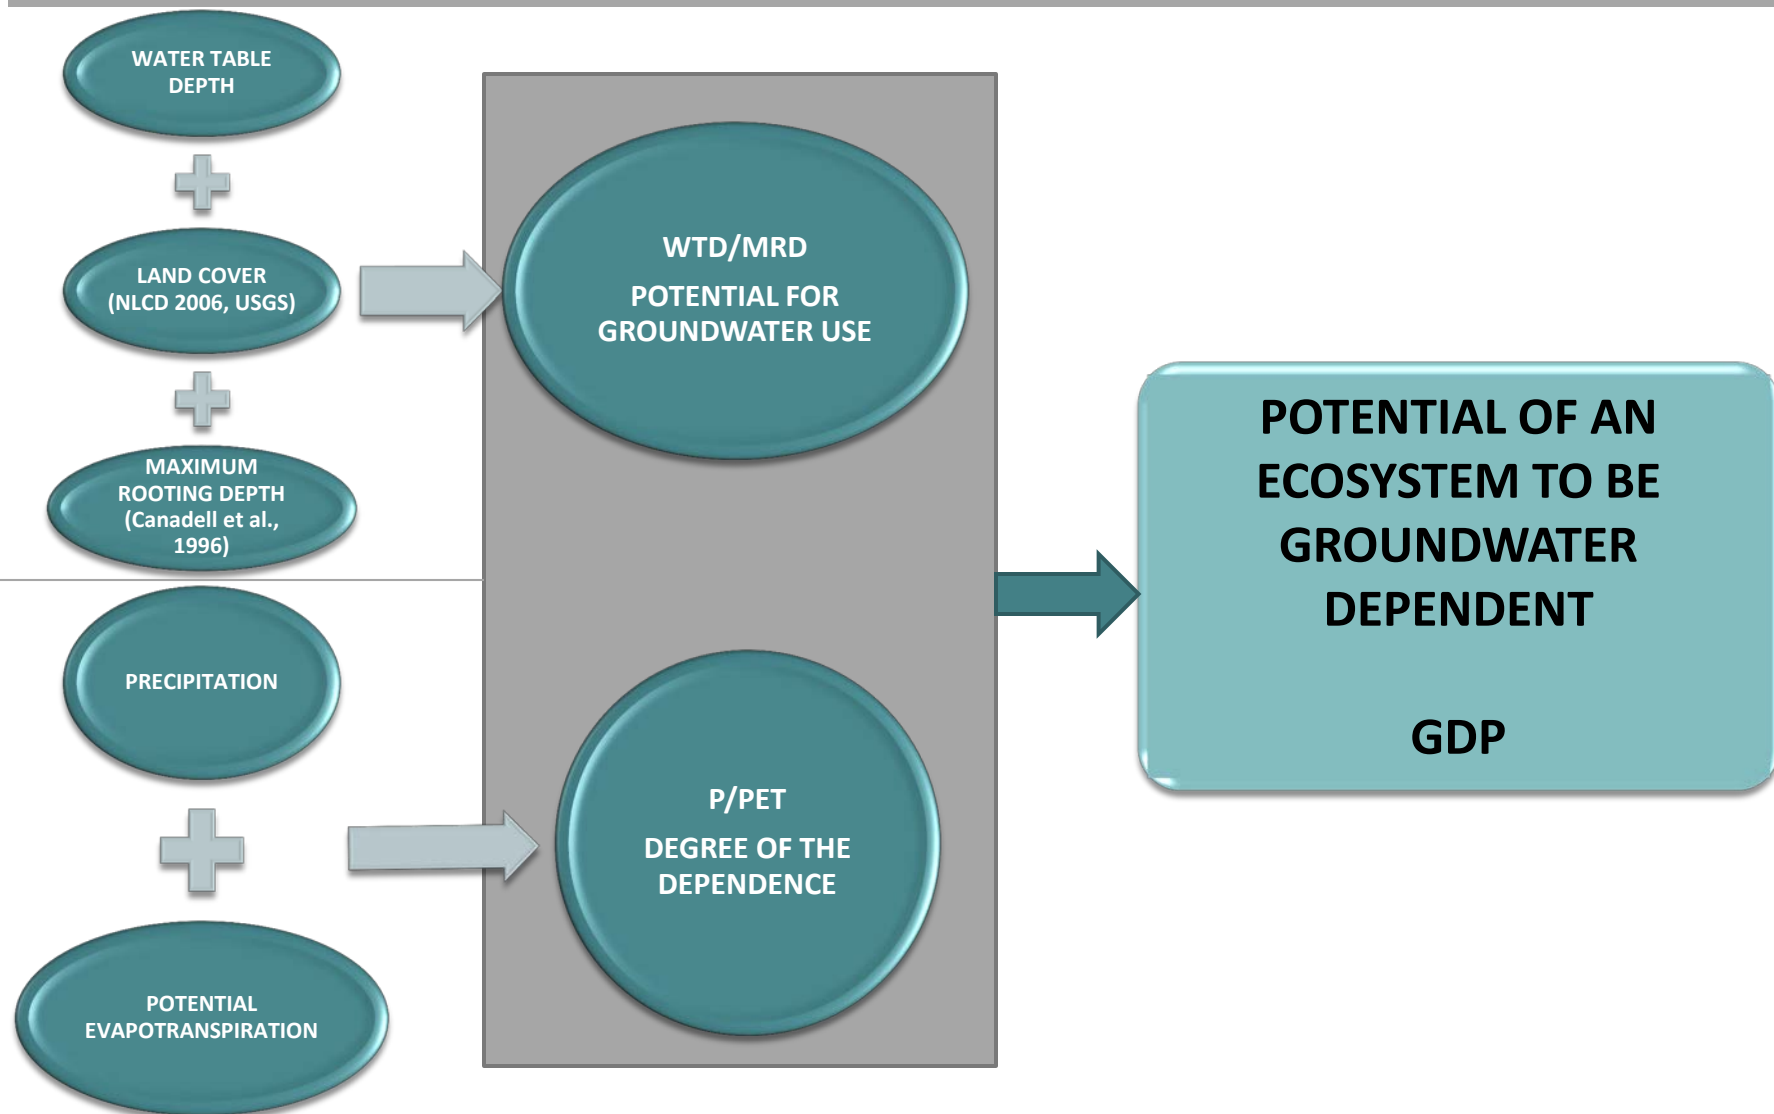 WATER TABLE
DEPTH
LAND COVER
(NLCD 2006, USGS)
MAXIMUM
ROOTING DEPTH
(Canadell et al.,
1996)
PRECIPITATION
POTENTIAL
EVAPOTRANSPIRATION
WTD/MRD
POTENTIAL FOR
GROUNDWATER USE
P/PET
DEGREE OF THE
DEPENDENCE
POTENTIAL OF AN
ECOSYSTEM TO BE
GROUNDWATER
DEPENDENT
GDP